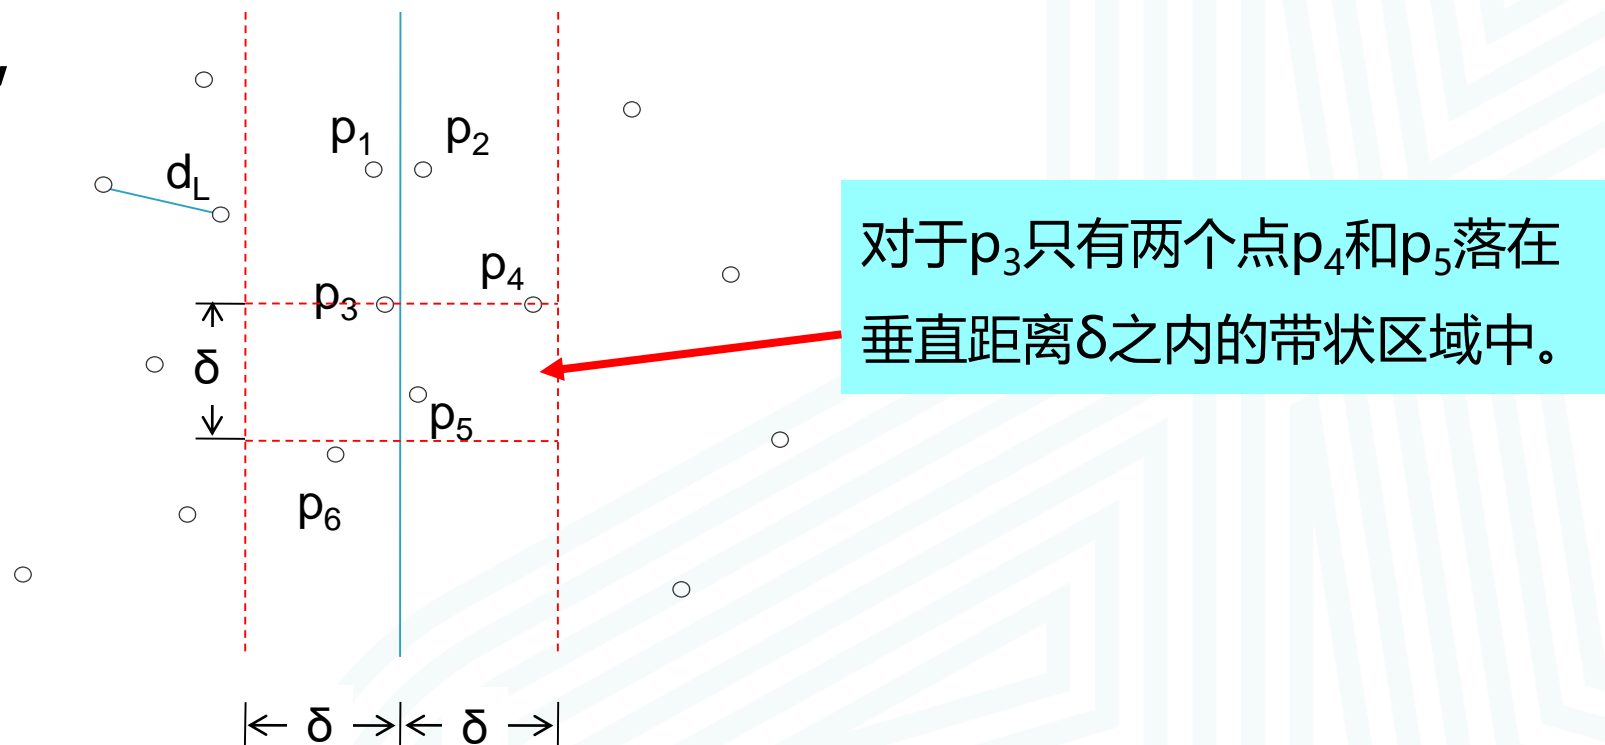 p₁ p₂
d_L
p₄
p₃
δ
p₅
p₆
δ δ
对于p₃只有两个点p₄和p₅落在
垂直距离δ之内的带状区域中。